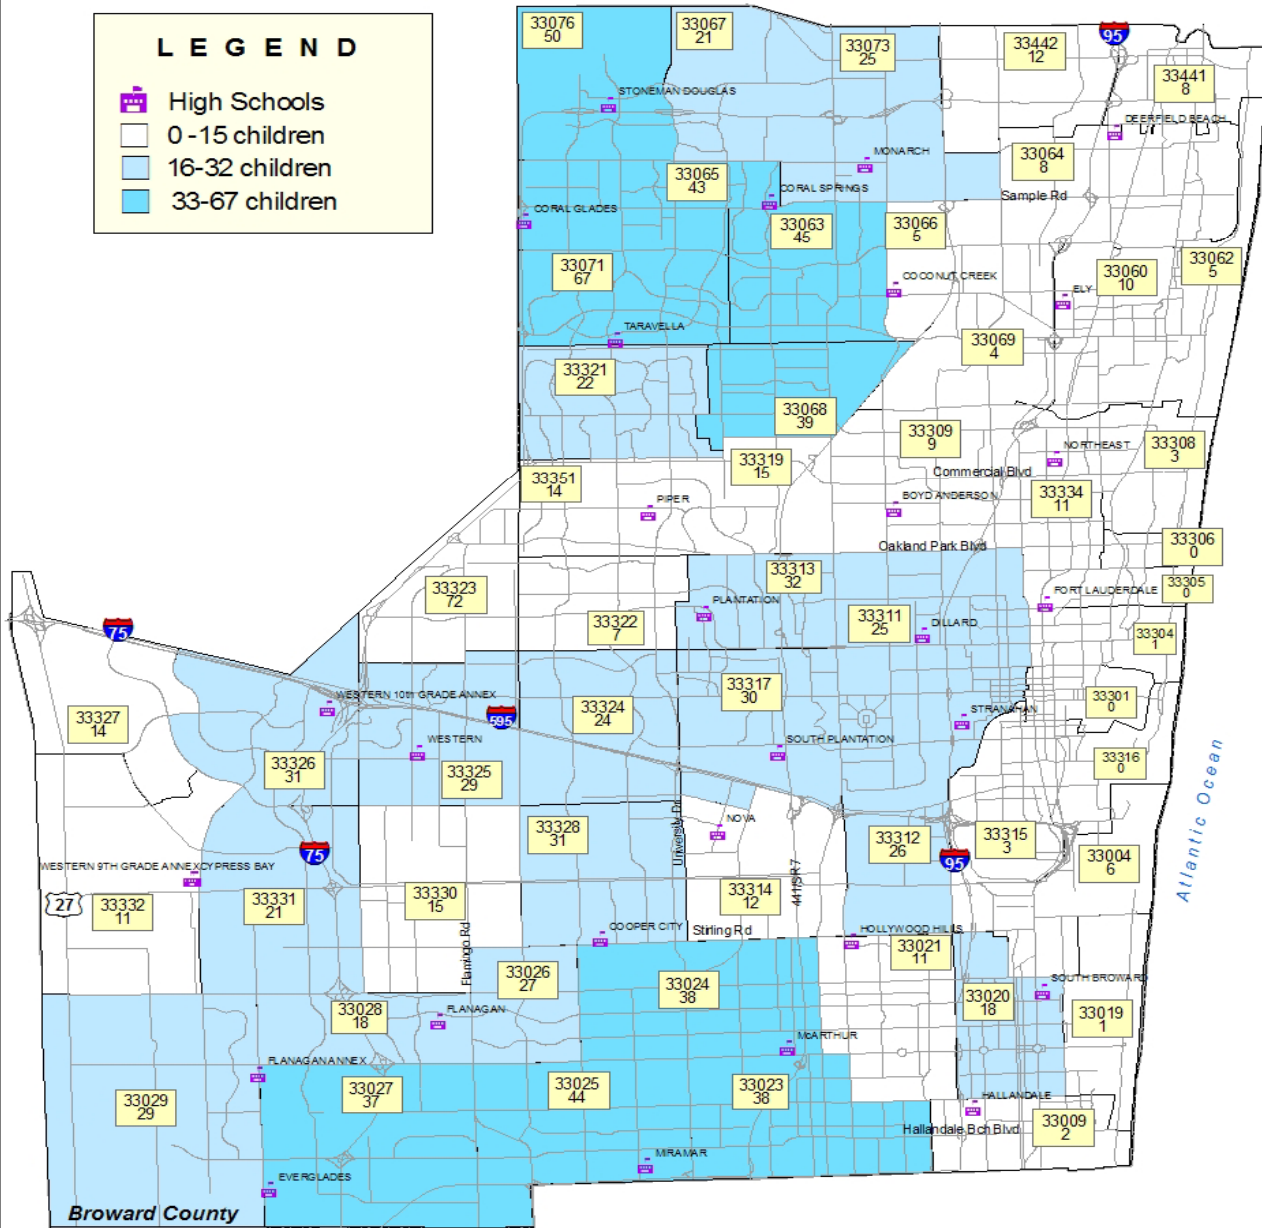 L E G E N D
High Schools
0 -15 children
16-32 children
33-67 children
33076
50
33067
21
33073
25
33442
12
95
33441
8
STONEMAN DOUGLAS
DEERFIELD BEACH
MONARCH
33064
8
33065
43
CORAL SPRINGS
Sample Rd
CORAL GLADES
33063
45
33066
5
33071
67
COCONUT CREEK
33060
10
33062
5
ELY
TARAVELLA
33069
4
33321
22
33068
39
33309
9
NORTHEAST
33308
3
33319
15
Commercial Blvd
33351
14
PIPER
BOYD ANDERSON
33334
11
Oakland Park Blvd
33306
0
33313
32
33323
72
PLANTATION
FORT LAUDERDALE
33305
0
33322
7
33311
25
DILLARD
75
33304
1
WESTERN 10th GRADE ANNEX
33317
30
33301
0
33327
14
595
33324
24
STRANAHAN
WESTERN
SOUTH PLANTATION
33326
31
33325
29
33316
0
Atlantic Ocean
University Dr
33328
31
NOVA
33312
26
33315
3
75
95
33004
6
WESTERN 9TH GRADE ANNEX
CYPRESS BAY
441/SR 7
27
33332
11
33331
21
33330
15
33314
12
Flamingo Rd
COOPER CITY
Stirling Rd
HOLLYWOOD HILLS
33021
11
33026
27
33024
38
SOUTH BROWARD
33028
18
FLANAGAN
33020
18
33019
1
McARTHUR
FLANAGAN ANNEX
33029
29
33027
37
33025
44
33023
38
HALLANDALE
Hallandale Bch Blvd
33009
2
MIRAMAR
EVERGLADES
Broward County